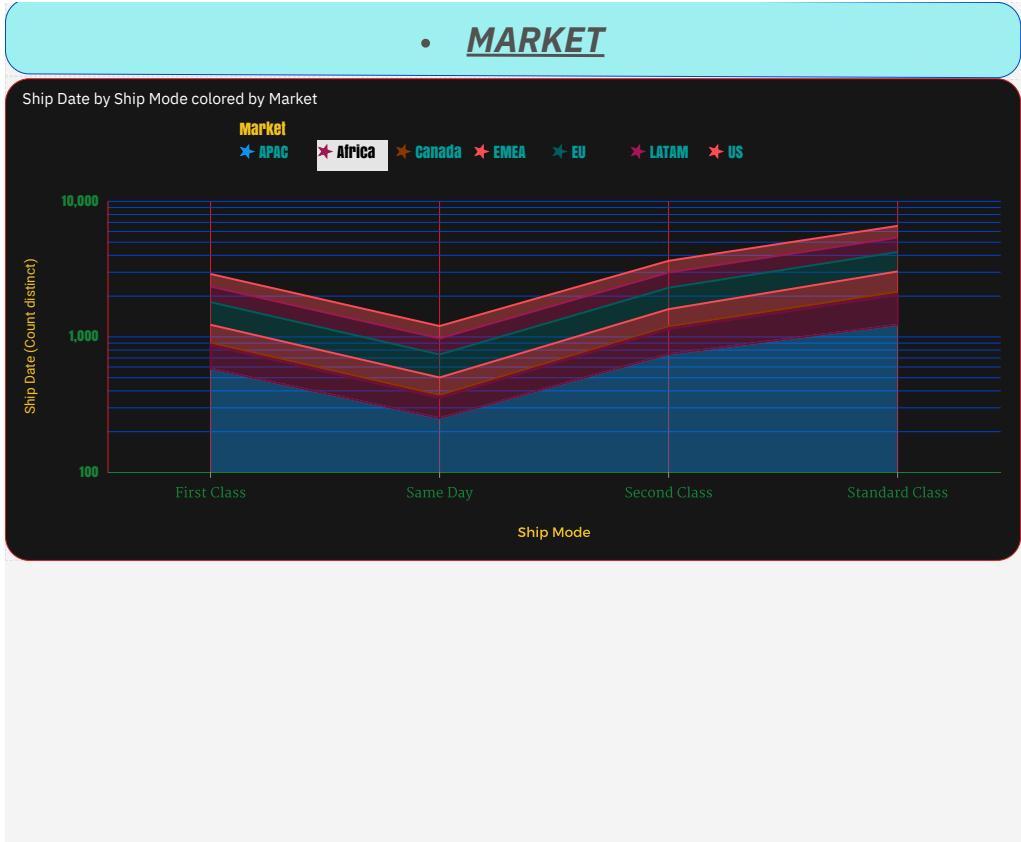 • MARKET
Ship Date by Ship Mode colored by Market
Market
APAC Africa Canada EMEA EU LATAM US
10,000
1,000
100
Ship Date (Count distinct)
First Class Same Day Second Class Standard Class
Ship Mode